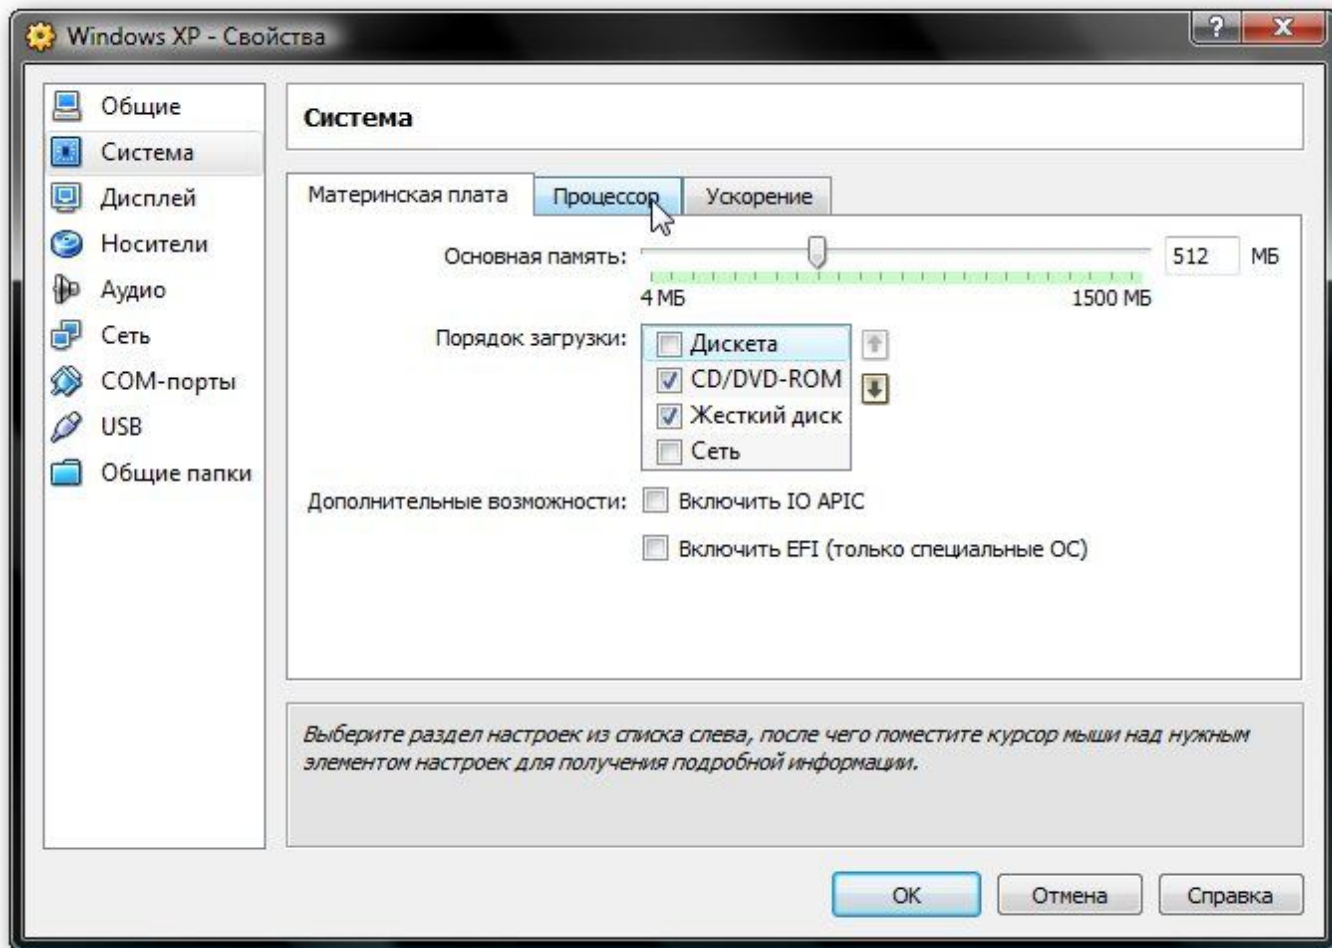 Windows XP - Свойства
Общие
Система
Дисплей
Носители
Аудио
Сеть
COM-порты
USB
Общие папки
Система
Материнская плата
Процессор
Ускорение
Основная память:
512 МБ
4 МБ
1500 МБ
Порядок загрузки:
Дискета
CD/DVD-ROM
Жесткий диск
Сеть
Дополнительные возможности:
Включить IO APIC
Включить EFI (только специальные ОС)
Выберите раздел настроек из списка слева, после чего поместите курсор мыши над нужным
элементом настроек для получения подробной информации.
OK
Отмена
Справка